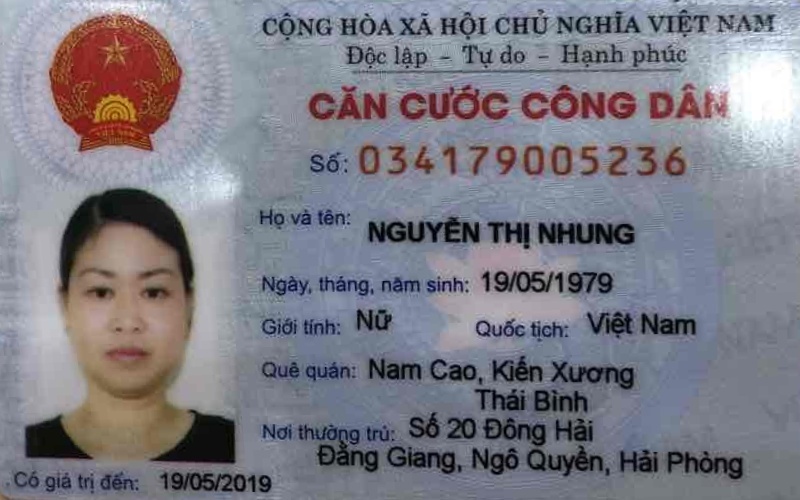 CỘNG HÒA XÃ HỘI CHỦ NGHĨA VIỆT NAM
Độc lập - Tự do - Hạnh phúc
CĂN CƯỚC CÔNG DÂN
Số: 034179005236
Họ và tên: NGUYỄN THỊ NHUNG
Ngày, tháng, năm sinh: 19/05/1979
Giới tính: Nữ Quốc tịch: Việt Nam
Quê quán: Nam Cao, Kiến Xương
Thái Bình
Nơi thường trú: Số 20 Đông Hải
Đằng Giang, Ngô Quyền, Hải Phòng
Có giá trị đến: 19/05/2019